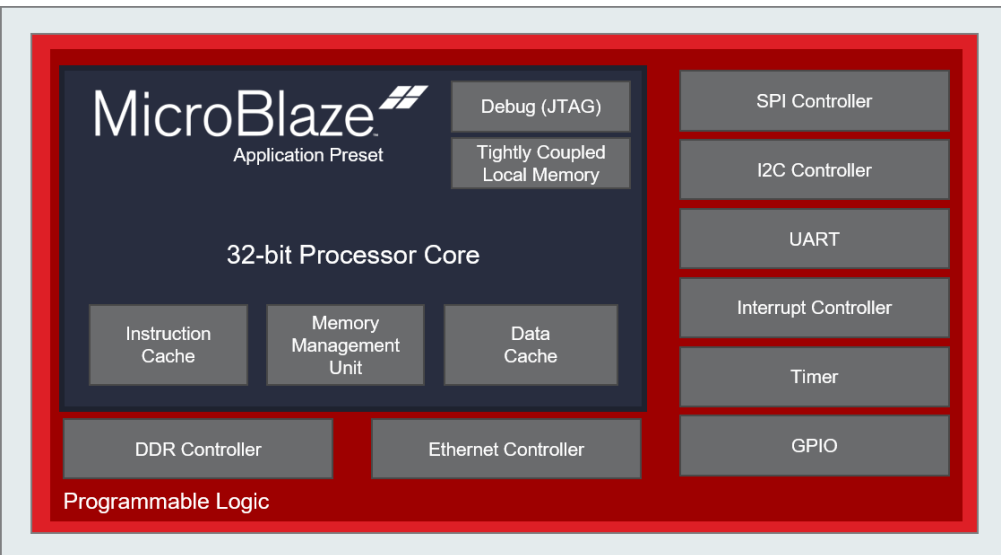 MicroBlaze™
Application Preset
Debug (JTAG)
Tightly Coupled
Local Memory
32-bit Processor Core
Instruction
Cache
Memory
Management
Unit
Data
Cache
DDR Controller
Ethernet Controller
Programmable Logic
SPI Controller
I2C Controller
UART
Interrupt Controller
Timer
GPIO